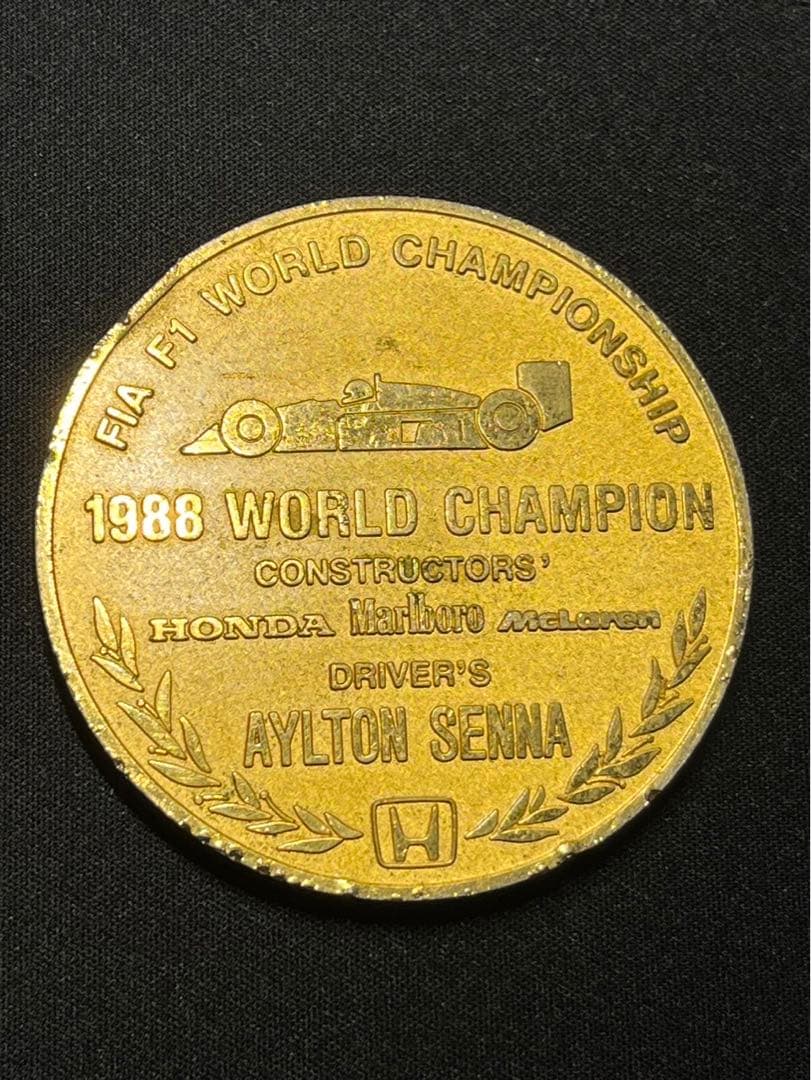 FIA F1 WORLD CHAMPIONSHIP
1988 WORLD CHAMPION
CONSTRUCTORS'
HONDA Marlboro McLaren
DRIVER'S
AYLTON SENNA